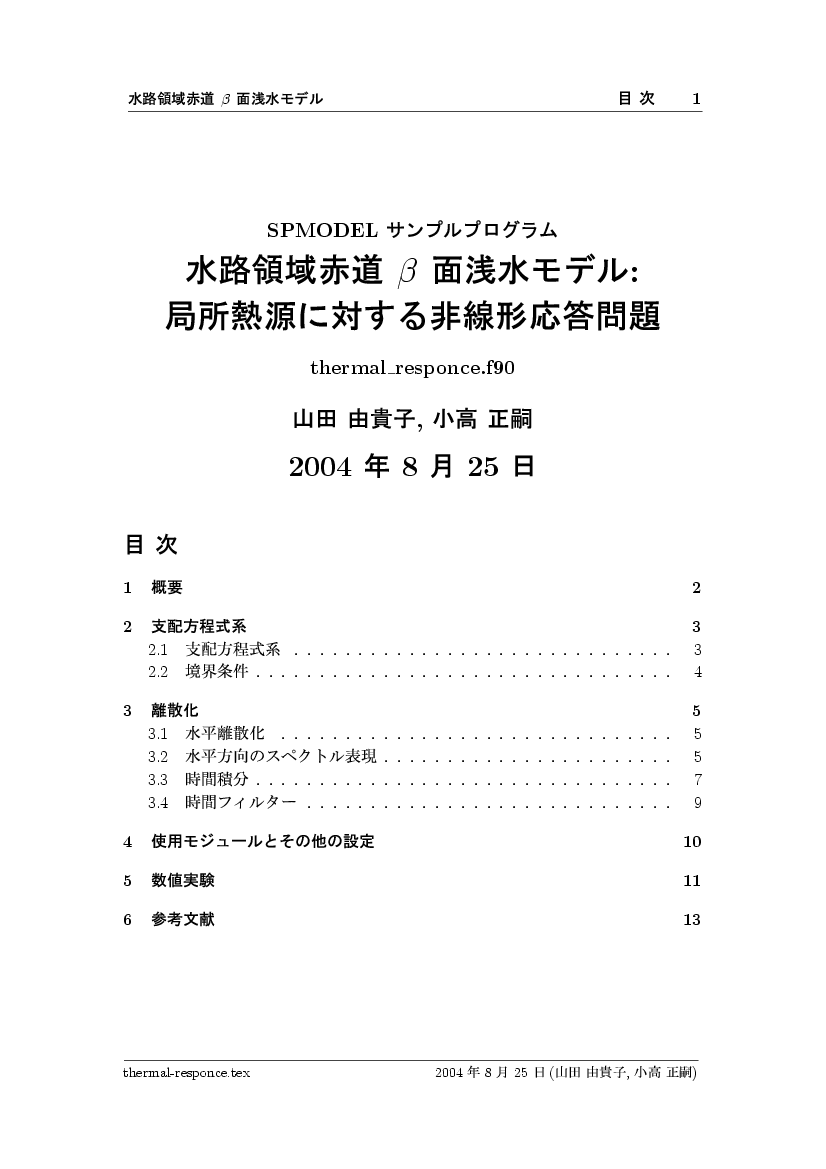 水路領域赤道 β 面浅水モデル 目 次 1
SPMODEL サンプルプログラム
水路領域赤道 β 面浅水モデル:
局所熱源に対する非線形応答問題
thermal_responce.f90
山田 由貴子, 小高 正嗣
2004 年 8 月 25 日
目 次
1 概要 2
2 支配方程式系 3
2.1 支配方程式系 . . . . . . . . . . . . . . . . . . . . . . . . . . . . . . 3
2.2 境界条件 . . . . . . . . . . . . . . . . . . . . . . . . . . . . . . . . . 4
3 離散化 5
3.1 水平離散化 . . . . . . . . . . . . . . . . . . . . . . . . . . . . . . . 5
3.2 水平方向のスペクトル表現 . . . . . . . . . . . . . . . . . . . . . . . 5
3.3 時間積分 . . . . . . . . . . . . . . . . . . . . . . . . . . . . . . . . . 7
3.4 時間フィルター . . . . . . . . . . . . . . . . . . . . . . . . . . . . . 9
4 使用モジュールとその他の設定 10
5 数値実験 11
6 参考文献 13
thermal-responce.tex 2004 年 8 月 25 日 (山田 由貴子, 小高 正嗣)